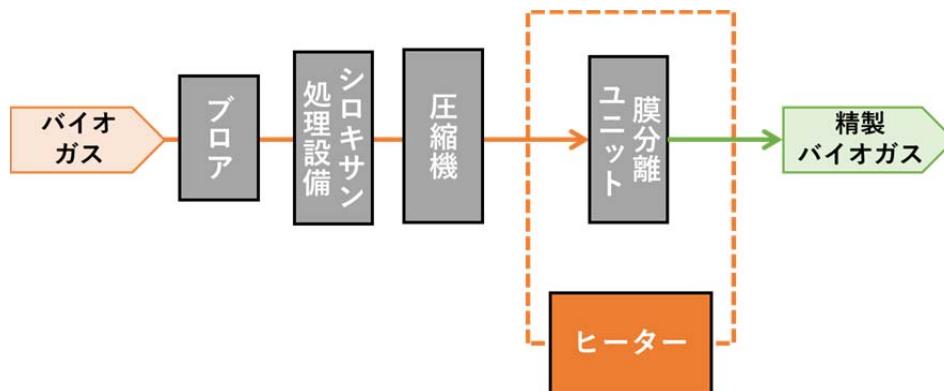 バイオ
ガス
ブロア
シロキサン
処理設備
圧縮機
膜分離
ユニット
精製
バイオガス
ヒーター